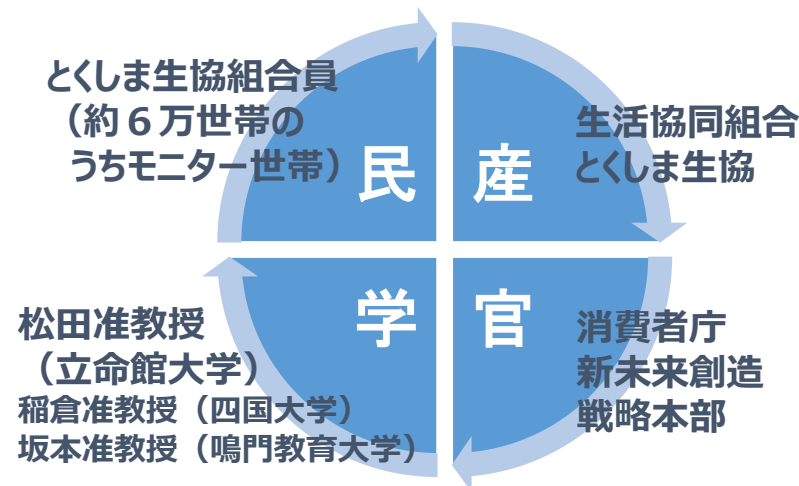 とくしま生協組合員
（約６万世帯の
うちモニター世帯）
民
産
生活協同組合
とくしま生協
学
官
松田准教授
（立命館大学）
稲倉准教授（四国大学）
坂本准教授（鳴門教育大学）
消費者庁
新未来創造
戦略本部